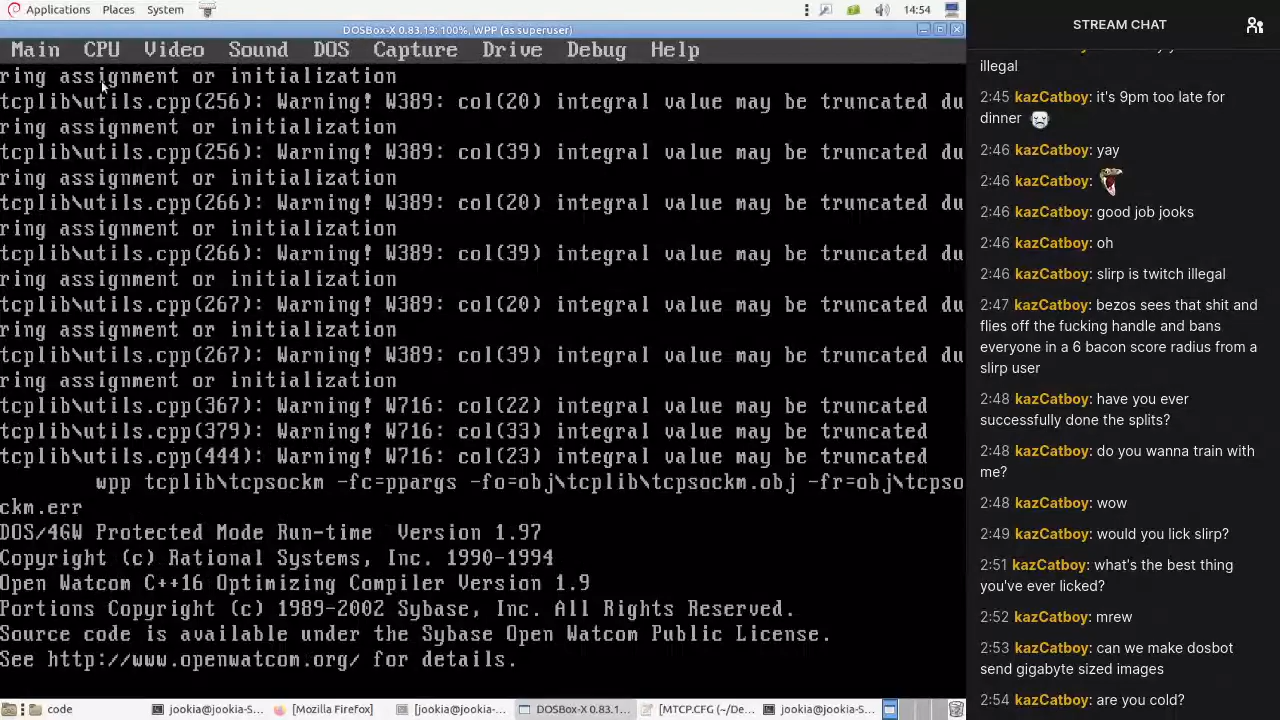 Applications Places System 14:54
DOSBox-X 0.83.19: 100%, WPP (as superuser)
Main CPU Video Sound DOS Capture Drive Debug Help
ring assignment or initialization
tcplib\utils.cpp(256): Warning! W389: col(20) integral value may be truncated du
ring assignment or initialization
tcplib\utils.cpp(256): Warning! W389: col(39) integral value may be truncated du
ring assignment or initialization
tcplib\utils.cpp(266): Warning! W389: col(20) integral value may be truncated du
ring assignment or initialization
tcplib\utils.cpp(266): Warning! W389: col(39) integral value may be truncated du
ring assignment or initialization
tcplib\utils.cpp(267): Warning! W389: col(20) integral value may be truncated du
ring assignment or initialization
tcplib\utils.cpp(267): Warning! W389: col(39) integral value may be truncated du
ring assignment or initialization
tcplib\utils.cpp(367): Warning! W716: col(22) integral value may be truncated
tcplib\utils.cpp(379): Warning! W716: col(33) integral value may be truncated
tcplib\utils.cpp(444): Warning! W716: col(23) integral value may be truncated
wpp tcplib\tcpsockm -fc=ppargs -fo=obj\tcplib\tcpsockm.obj -fr=obj\tcpso
ckm.err
DOS/4GW Protected Mode Run-time Version 1.97
Copyright (c) Rational Systems, Inc. 1990-1994
Open Watcom C++16 Optimizing Compiler Version 1.9
Portions Copyright (c) 1989-2002 Sybase, Inc. All Rights Reserved.
Source code is available under the Sybase Open Watcom Public License.
See http://www.openwatcom.org/ for details.
code jookia@jookia-S... [Mozilla Firefox] [jookia@jookia-... DOSBox-X 0.83.1... [MTCP.CFG (~/De... jookia@jookia-S...
STREAM CHAT
illegal
2:45 kazCatboy: it's 9pm too late for
dinner
2:46 kazCatboy: yay
2:46 kazCatboy:
2:46 kazCatboy: good job jooks
2:46 kazCatboy: oh
2:46 kazCatboy: slirp is twitch illegal
2:47 kazCatboy: bezos sees that shit and
flies off the fucking handle and bans
everyone in a 6 bacon score radius from a
slirp user
2:48 kazCatboy: have you ever
successfully done the splits?
2:48 kazCatboy: do you wanna train with
me?
2:48 kazCatboy: wow
2:49 kazCatboy: would you lick slirp?
2:51 kazCatboy: what's the best thing
you've ever licked?
2:52 kazCatboy: mrew
2:53 kazCatboy: can we make dosbot
send gigabyte sized images
2:54 kazCatboy: are you cold?